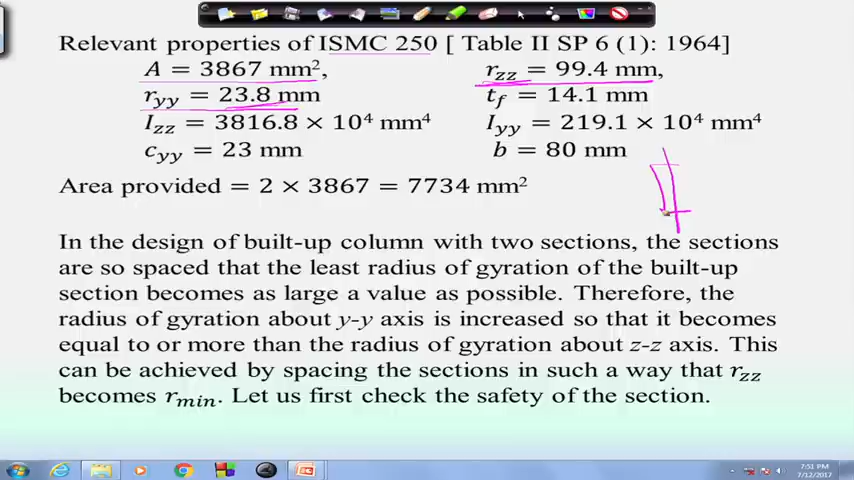 Relevant properties of ISMC 250 [ Table II SP 6 (1): 1964]
A = 3867 mm², r_zz = 99.4 mm,
r_yy = 23.8 mm t_f = 14.1 mm
I_zz = 3816.8 × 10⁴ mm⁴ I_yy = 219.1 × 10⁴ mm⁴
c_yy = 23 mm b = 80 mm
Area provided = 2 × 3867 = 7734 mm²
In the design of built-up column with two sections, the sections
are so spaced that the least radius of gyration of the built-up
section becomes as large a value as possible. Therefore, the
radius of gyration about y-y axis is increased so that it becomes
equal to or more than the radius of gyration about z-z axis. This
can be achieved by spacing the sections in such a way that r_zz
becomes r_min. Let us first check the safety of the section.
7:51 PM
7/12/2017